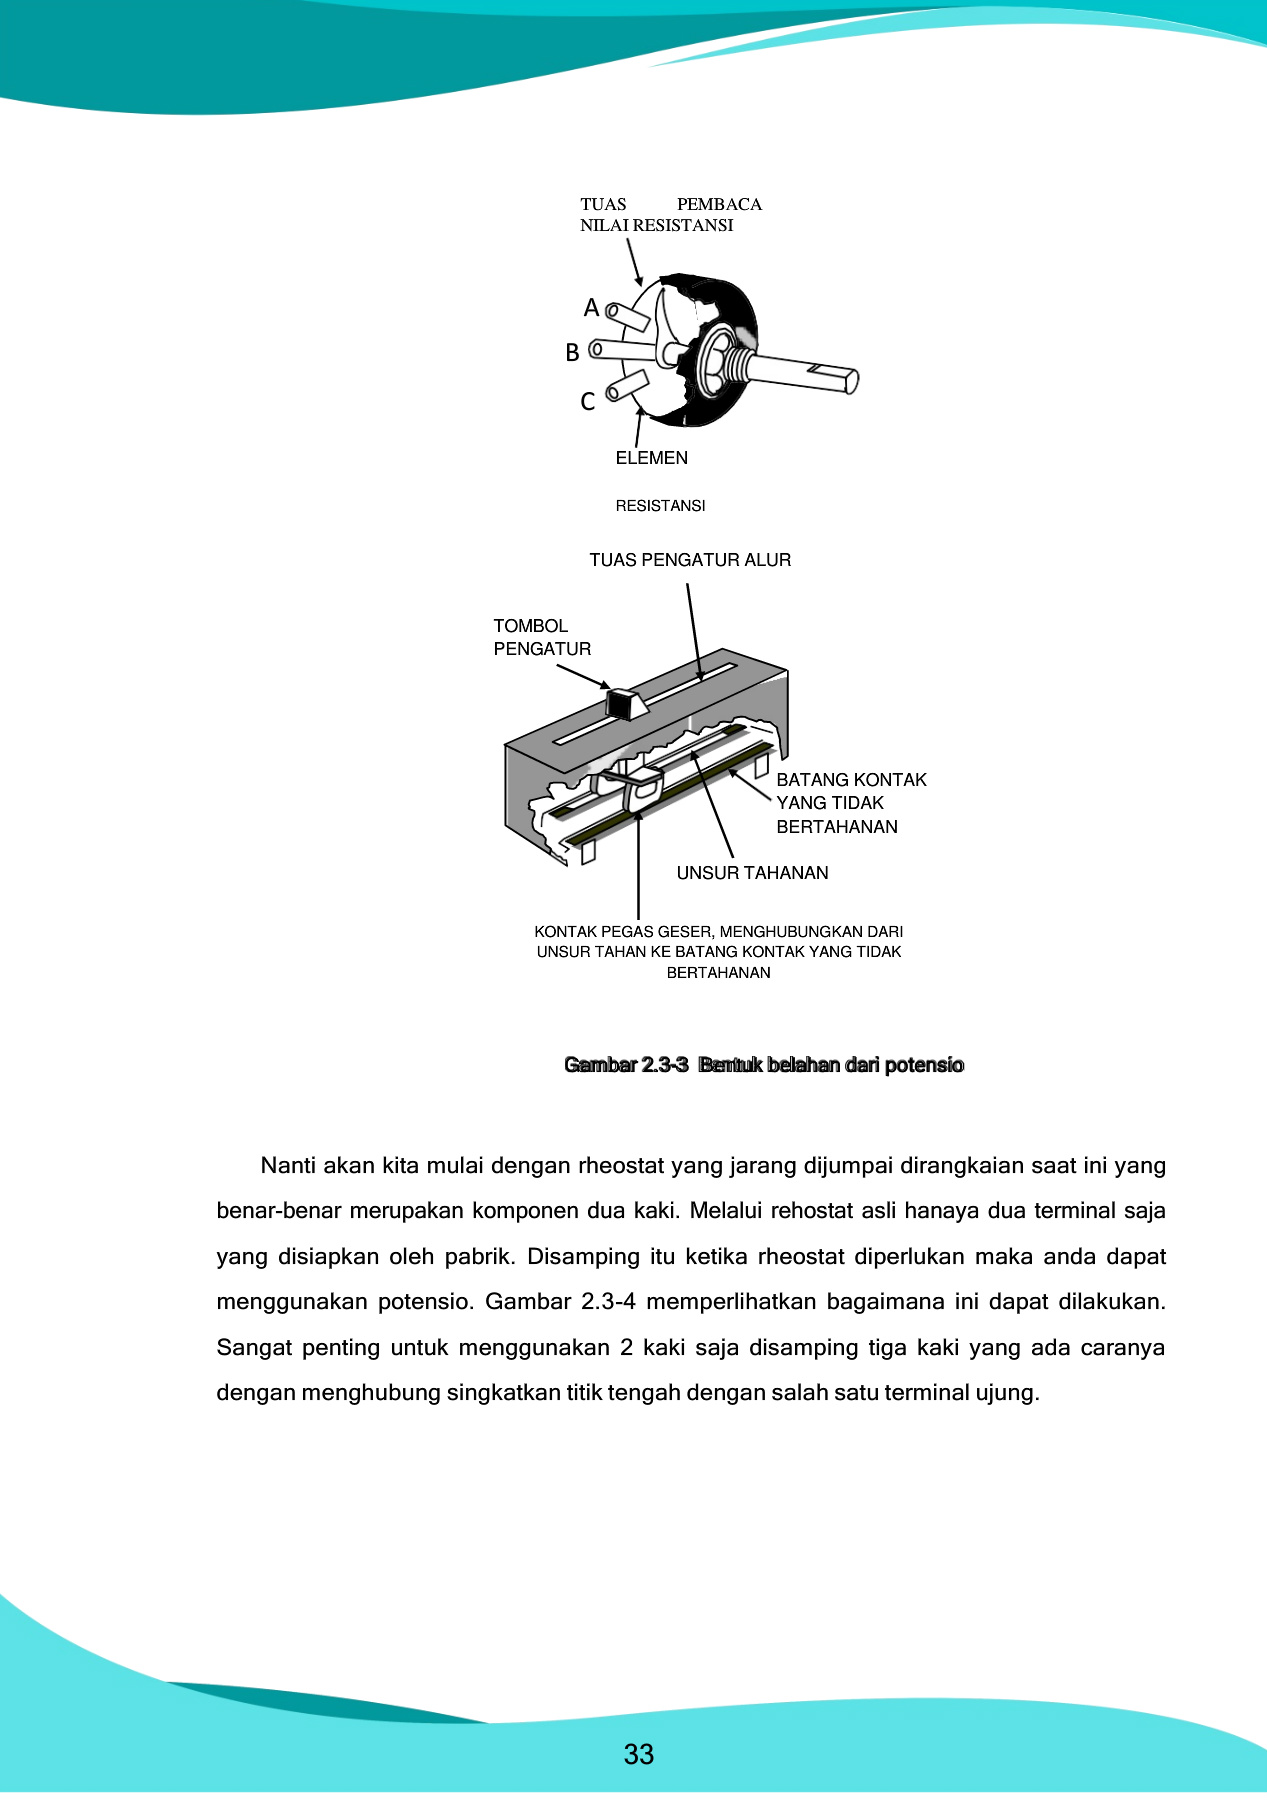 TUAS PEMBACA
NILAI RESISTANSI
A
B
C
ELEMEN
RESISTANSI
TUAS PENGATUR ALUR
TOMBOL
PENGATUR
BATANG KONTAK
YANG TIDAK
BERTAHANAN
UNSUR TAHANAN
KONTAK PEGAS GESER, MENGHUBUNGKAN DARI
UNSUR TAHAN KE BATANG KONTAK YANG TIDAK
BERTAHANAN
Gambar 2.3-3 Bentuk belahan dari potensio
Nanti akan kita mulai dengan rheostat yang jarang dijumpai dirangkaian saat ini yang
benar-benar merupakan komponen dua kaki. Melalui rehostat asli hanaya dua terminal saja
yang disiapkan oleh pabrik. Disamping itu ketika rheostat diperlukan maka anda dapat
menggunakan potensio. Gambar 2.3-4 memperlihatkan bagaimana ini dapat dilakukan.
Sangat penting untuk menggunakan 2 kaki saja disamping tiga kaki yang ada caranya
dengan menghubung singkatkan titik tengah dengan salah satu terminal ujung.
33